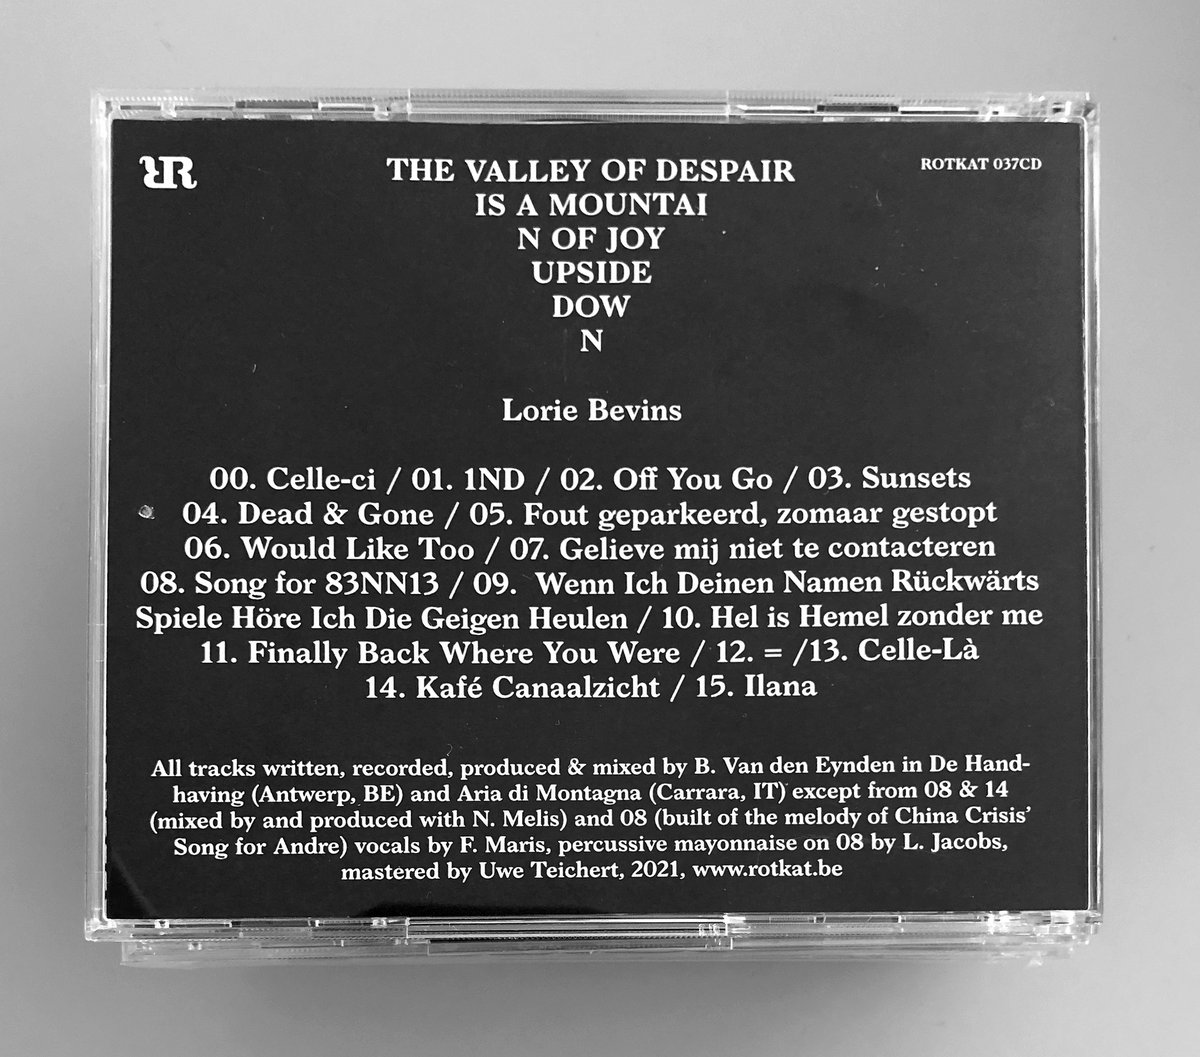 RR
THE VALLEY OF DESPAIR
IS A MOUNTAI
N OF JOY
UPSIDE
DOW
N
ROTKAT 037CD
Lorie Bevins
00. Celle-ci / 01. 1ND / 02. Off You Go / 03. Sunsets
04. Dead & Gone / 05. Fout geparkeerd, zomaar gestopt
06. Would Like Too / 07. Gelieve mij niet te contacteren
08. Song for 83NN13 / 09. Wenn Ich Deinen Namen Rückwärts
Spiele Höre Ich Die Geigen Heulen / 10. Hel is Hemel zonder me
11. Finally Back Where You Were / 12. = /13. Celle-Là
14. Kafé Canaalzicht / 15. Ilana
All tracks written, recorded, produced & mixed by B. Van den Eynden in De Hand-
having (Antwerp, BE) and Aria di Montagna (Carrara, IT) except from 08 & 14
(mixed by and produced with N. Melis) and 08 (built of the melody of China Crisis'
Song for Andre) vocals by F. Maris, percussive mayonnaise on 08 by L. Jacobs,
mastered by Uwe Teichert, 2021, www.rotkat.be